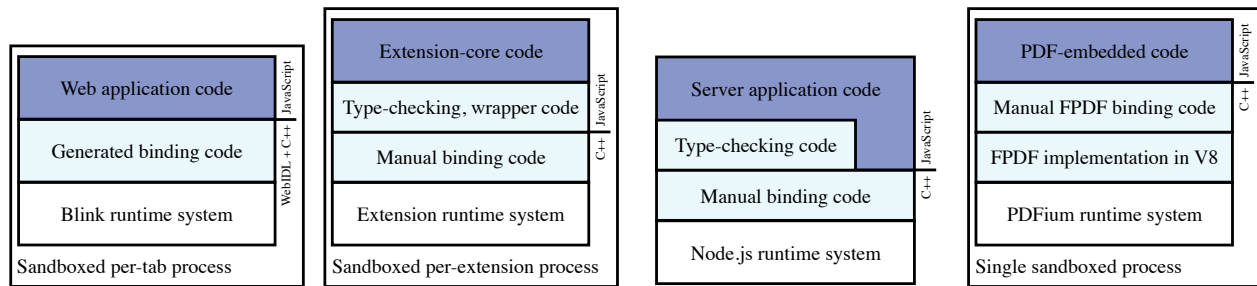 Web application code
JavaScript
Generated binding code
WebIDL + C++
Blink runtime system
Sandboxed per-tab process
Extension-core code
Type-checking, wrapper code
JavaScript
Manual binding code
C++
Extension runtime system
Sandboxed per-extension process
Server application code
Type-checking code
JavaScript
Manual binding code
C++
Node.js runtime system
PDF-embedded code
JavaScript
Manual FPDF binding code
C++
FPDF implementation in V8
PDFium runtime system
Single sandboxed process